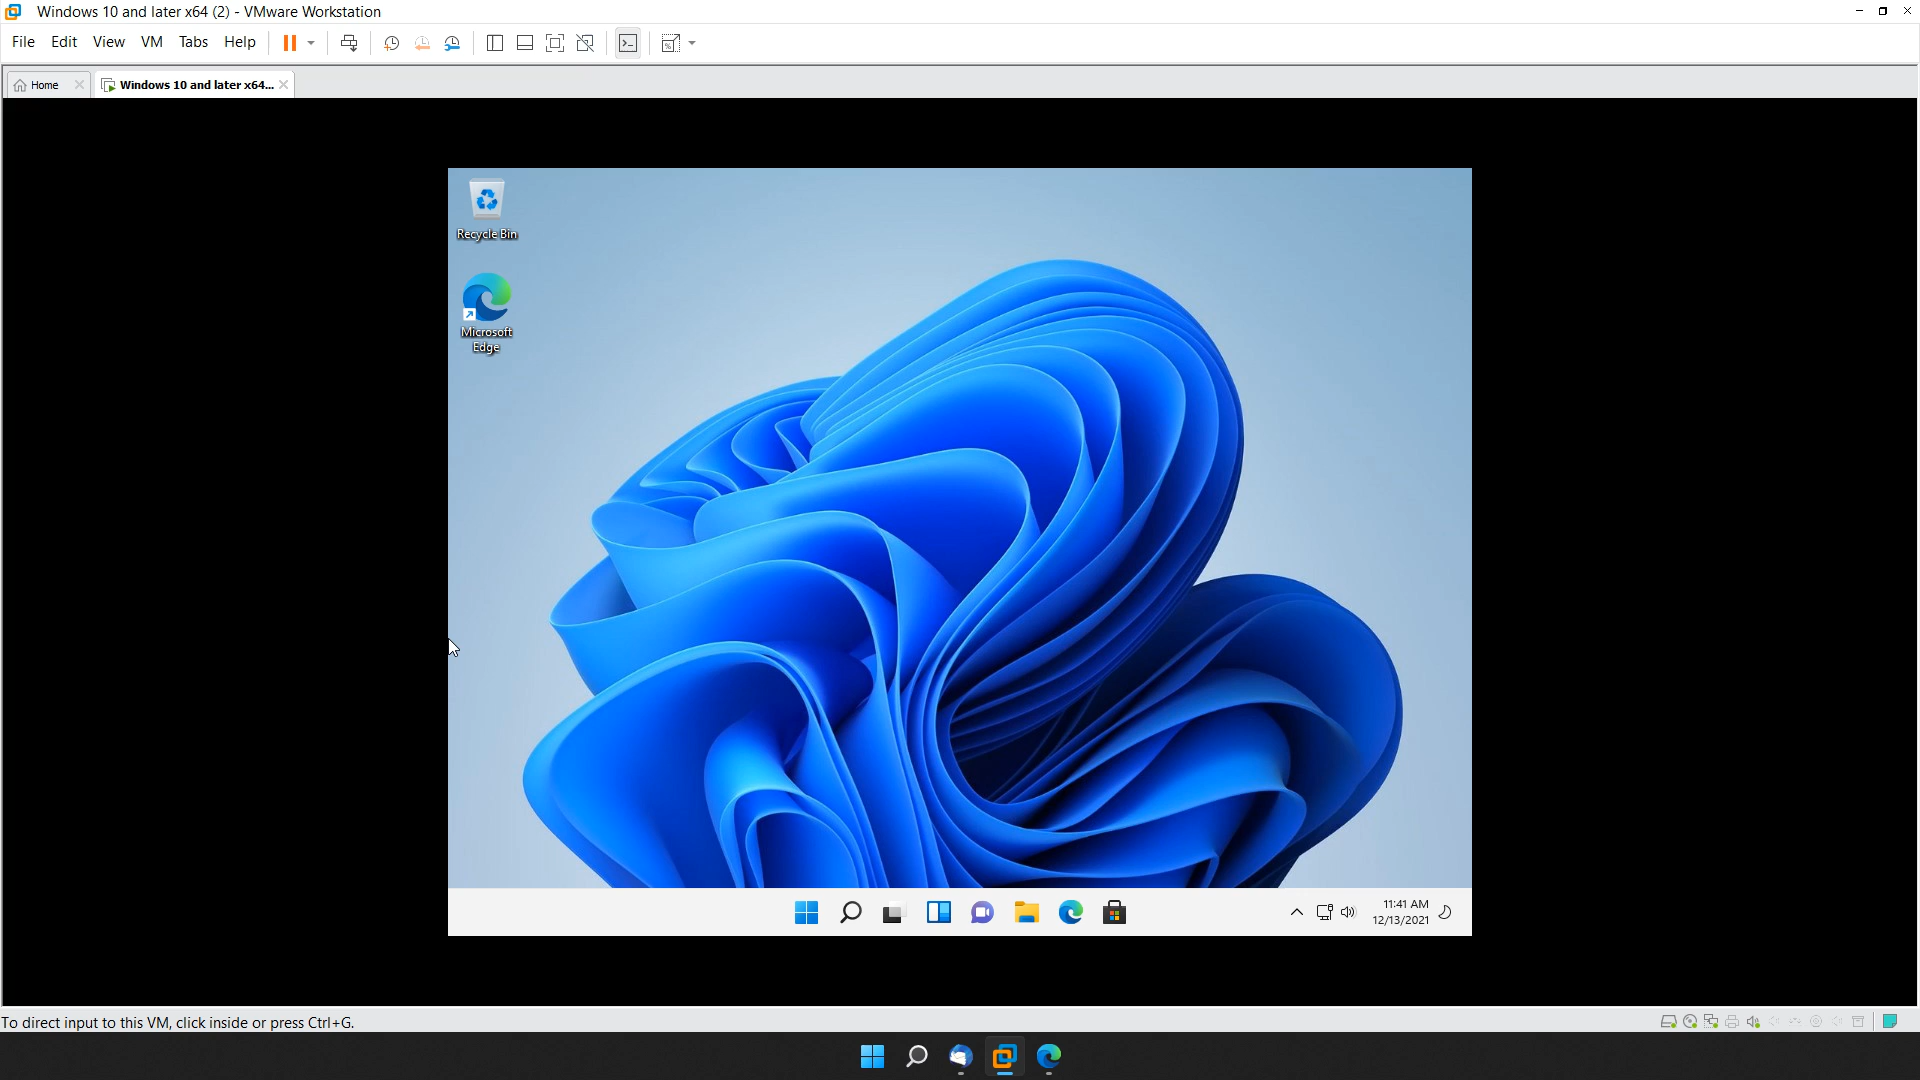 Windows 10 and later x64 (2) - VMware Workstation
File Edit View VM Tabs Help
Home
Windows 10 and later x64...
Recycle Bin
Microsoft
Edge
11:41 AM
12/13/2021
To direct input to this VM, click inside or press Ctrl+G.